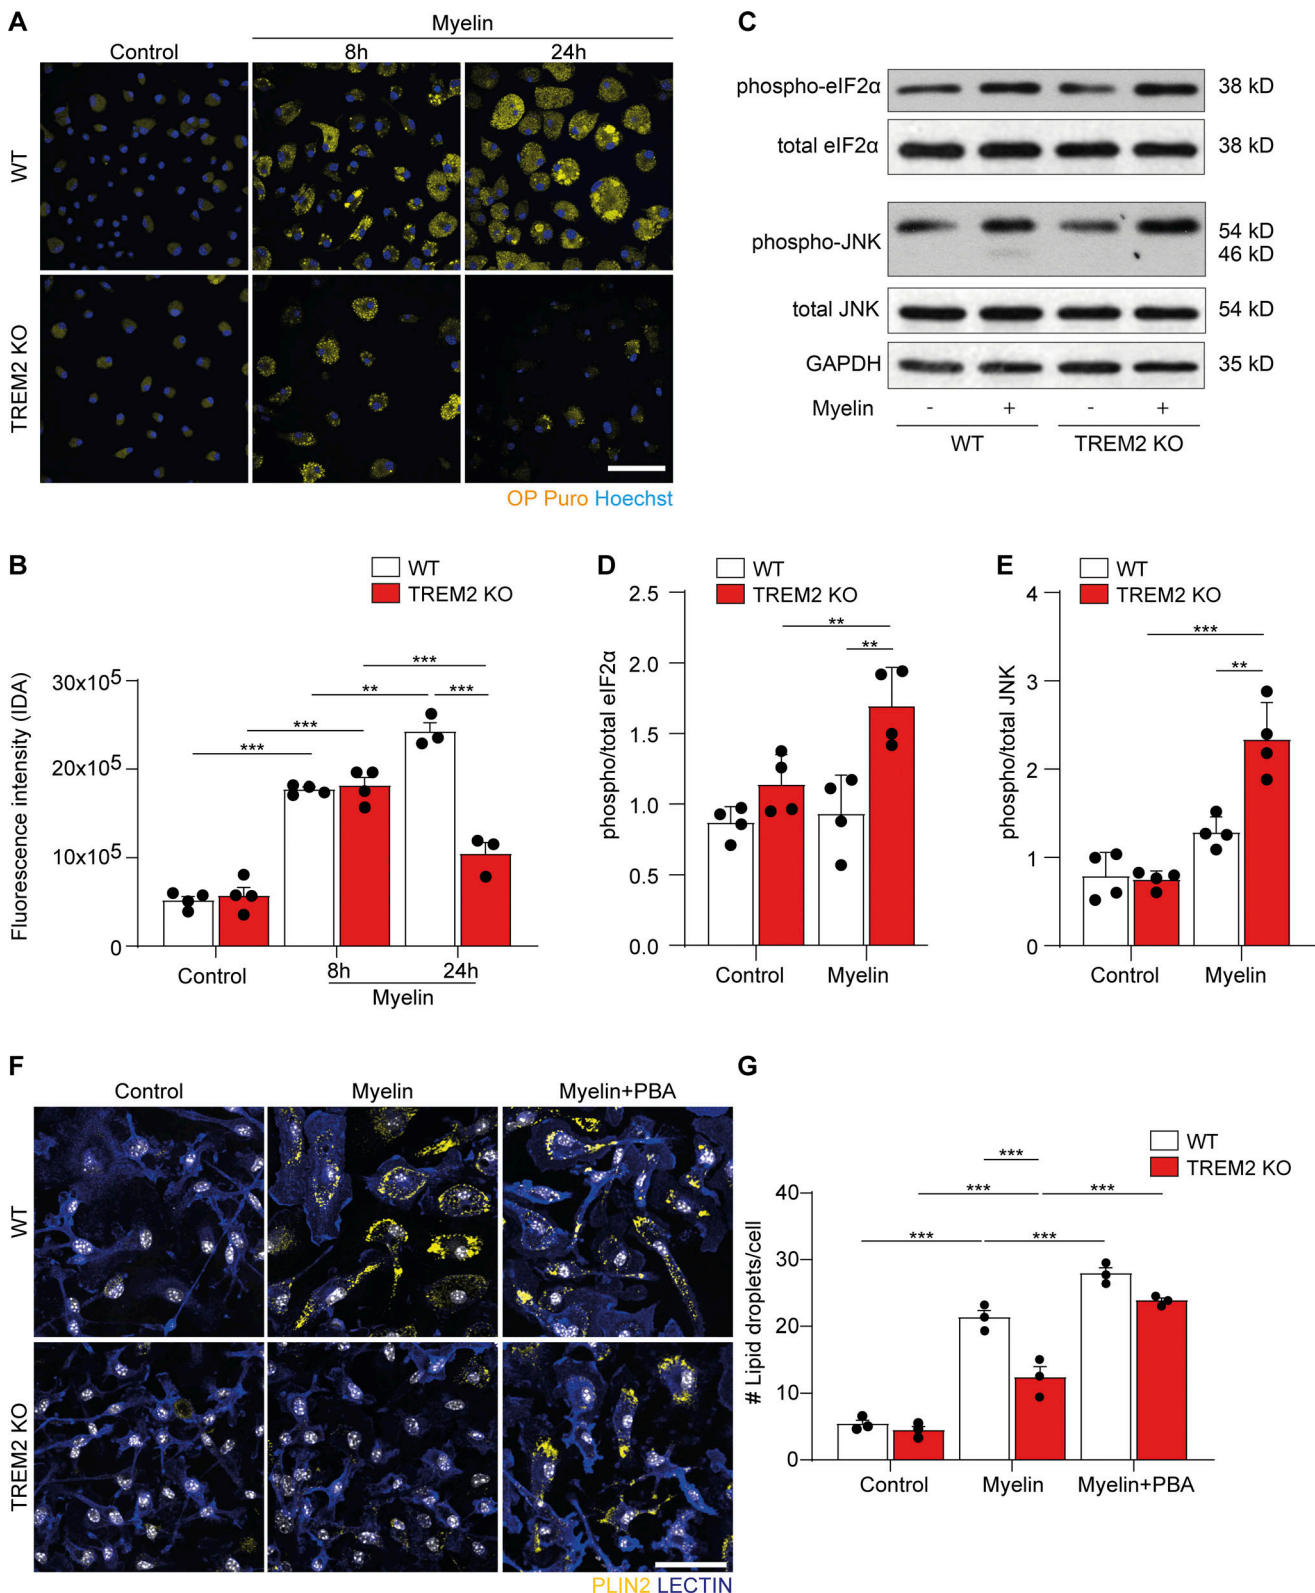 A
Myelin
Control
8h
24h
WT
TREM2 KO
OP Puro Hoechst
C
phospho-eIF2α
38 kD
total eIF2α
38 kD
phospho-JNK
54 kD
46 kD
total JNK
54 kD
GAPDH
35 kD
Myelin
- + - +
WT
TREM2 KO
B
WT
TREM2 KO
Fluorescence intensity (IDA)
30x10⁵
20x10⁵
10x10⁵
0
***
** ***
***
***
Control
8h
24h
Myelin
D
WT
TREM2 KO
phospho/total eIF2α
2.5
2.0
1.5
1.0
0.5
0.0
**
**
Control
Myelin
E
WT
TREM2 KO
phospho/total JNK
4
3
2
1
0
***
**
Control
Myelin
F
Control
Myelin
Myelin+PBA
WT
TREM2 KO
PLIN2 LECTIN
G
WT
TREM2 KO
# Lipid droplets/cell
40
30
20
10
0
***
*** ***
*** ***
Control
Myelin
Myelin+PBA